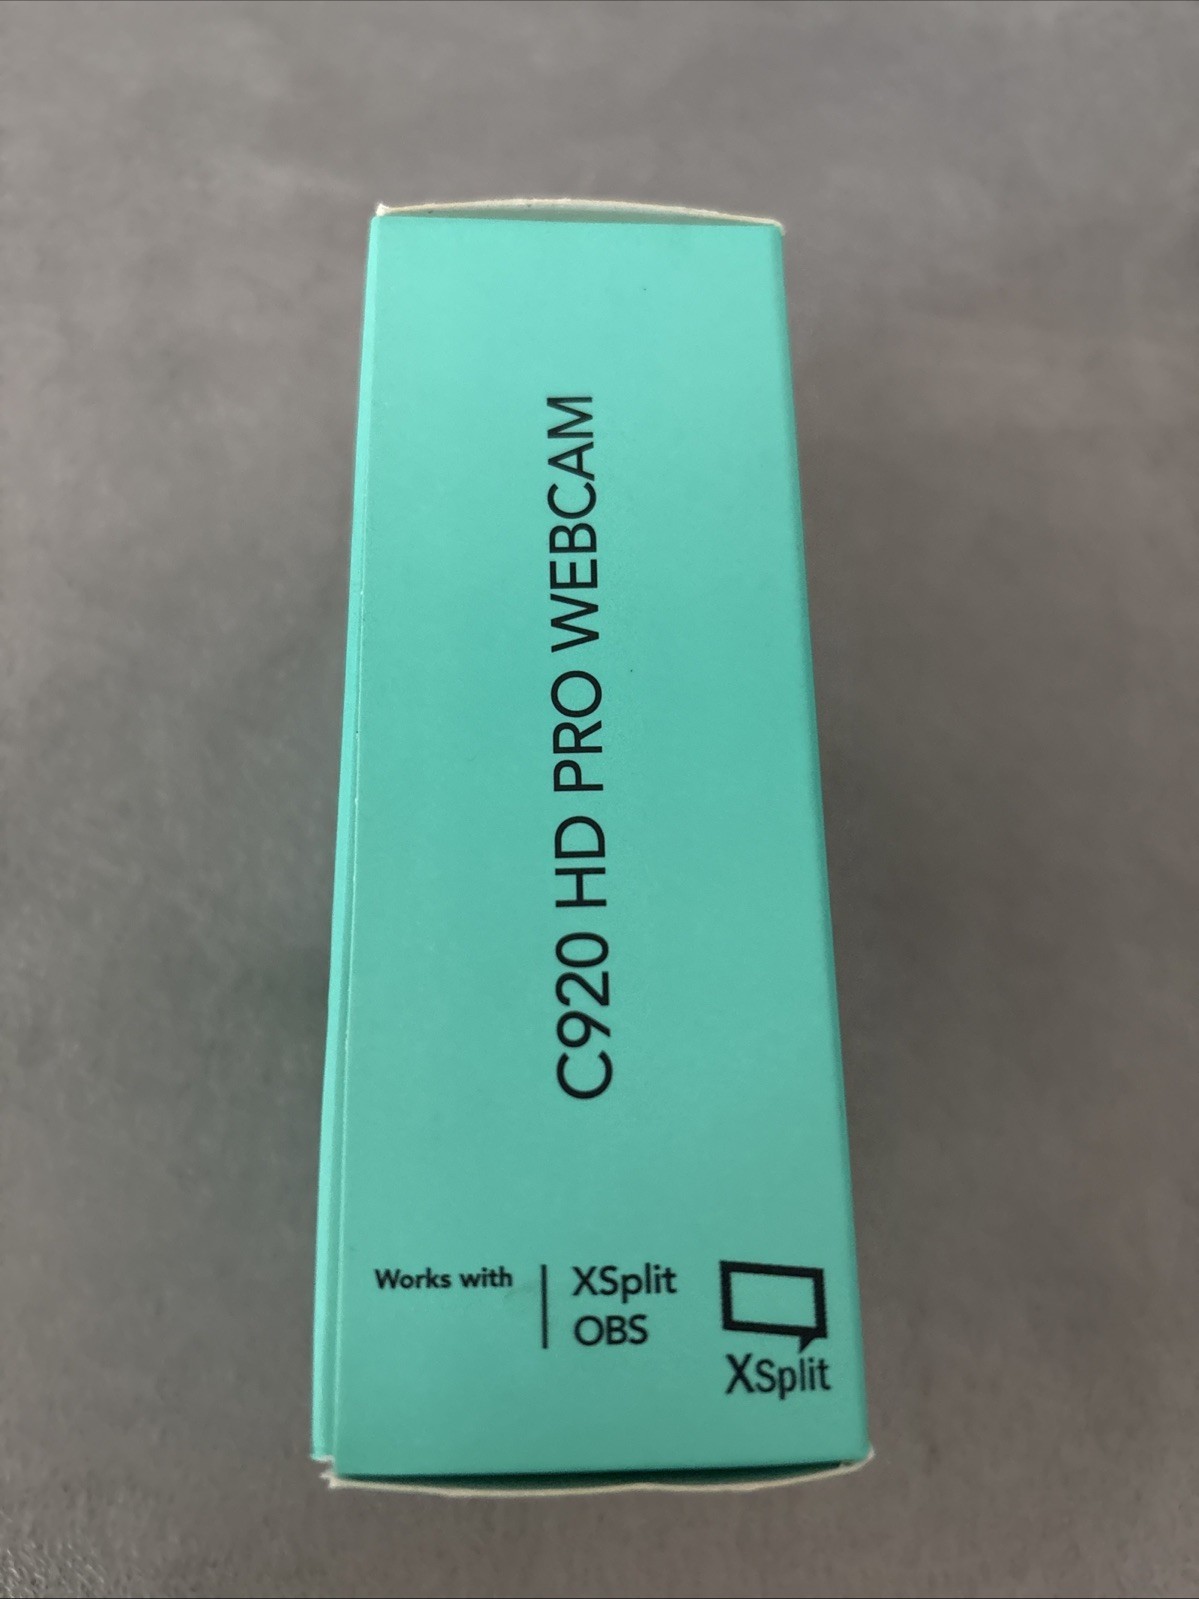 C920 HD PRO WEBCAM
Works with
XSplit
OBS
XSplit